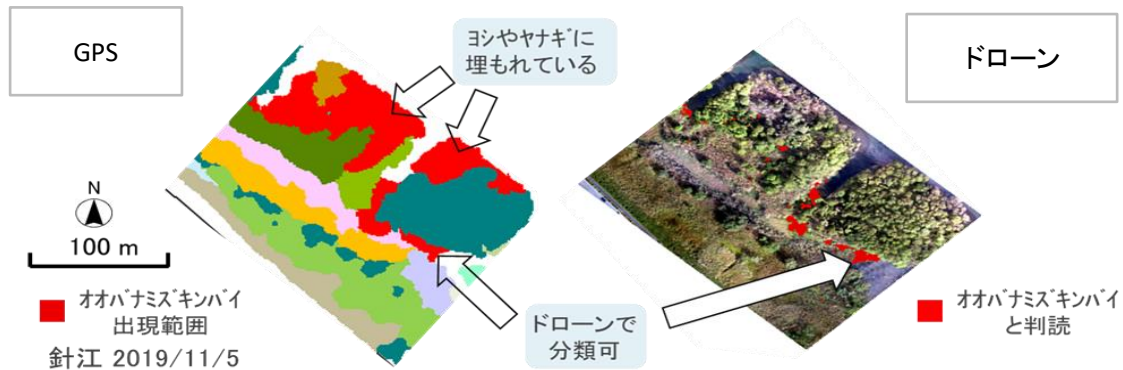 GPS
ヨシやヤナギに
埋もれている
ドローン
N
100 m
オオバナミズキンバイ
出現範囲
針江 2019/11/5
ドローンで
分類可
オオバナミズキンバイ
と判読